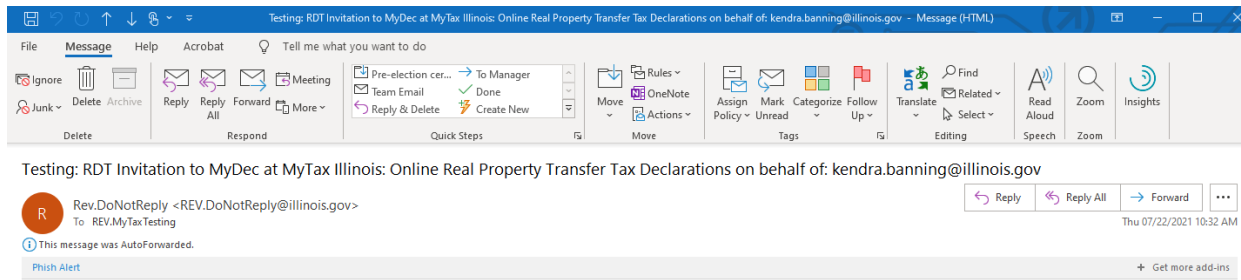 Testing: RDT Invitation to MyDec at MyTax Illinois: Online Real Property Transfer Tax Declarations on behalf of: kendra.banning@illinois.gov - Message (HTML)
File Message Help Acrobat Tell me what you want to do
Ignore
Junk
Delete Archive
Delete
Reply Reply All Forward
Meeting
More
Respond
Pre-election cer... To Manager
Team Email Done
Reply & Delete Create New
Quick Steps
Move
Rules
OneNote
Actions
Move
Assign Policy Mark Unread Categorize Follow Up
Tags
Translate
Find
Related
Select
Editing
Read Aloud
Speech
Zoom
Zoom
Insights
Testing: RDT Invitation to MyDec at MyTax Illinois: Online Real Property Transfer Tax Declarations on behalf of: kendra.banning@illinois.gov
R
Rev.DoNotReply <REV.DoNotReply@illinois.gov>
To REV.MyTaxTesting
Reply Reply All Forward ...
Thu 07/22/2021 10:32 AM
This message was AutoForwarded.
Phish Alert + Get more add-ins